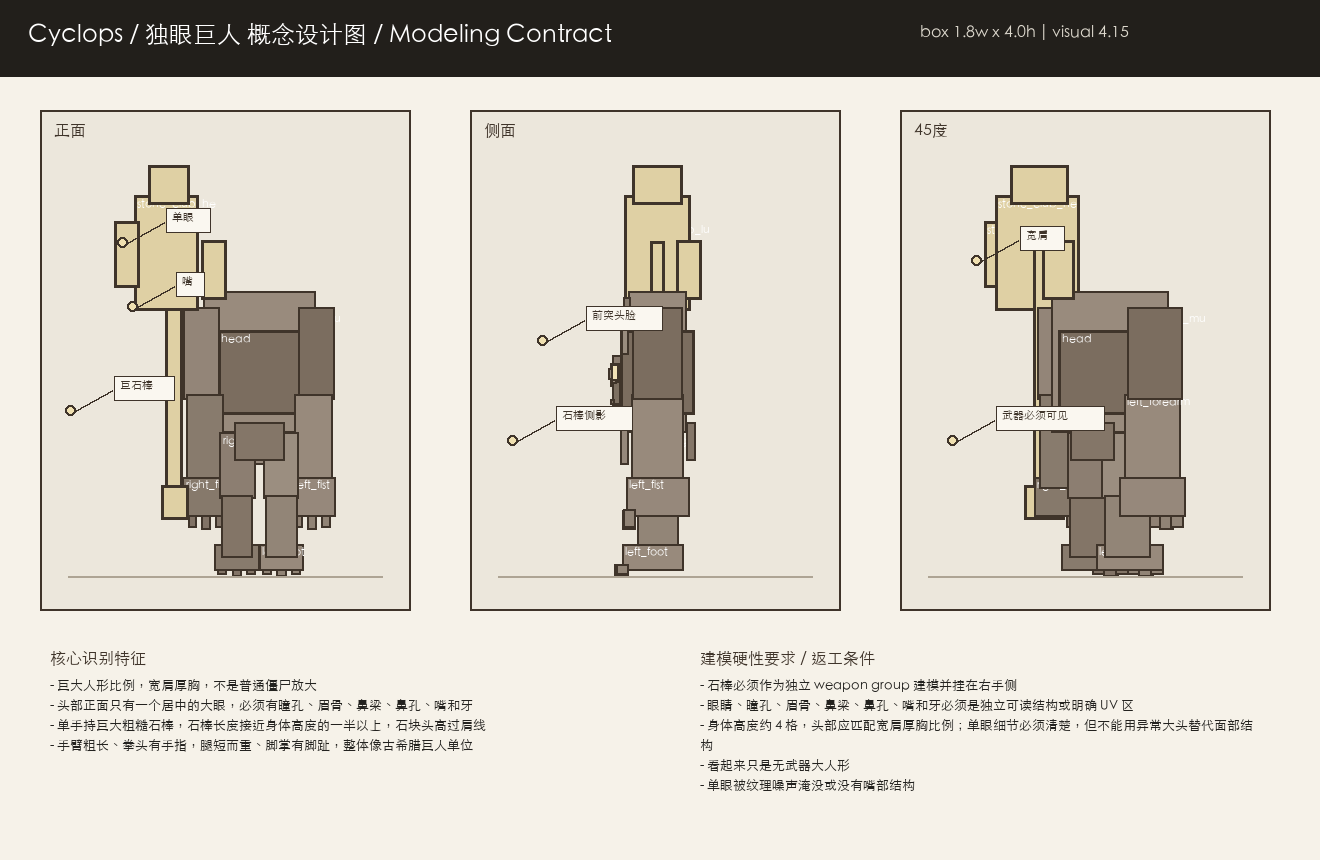 Cyclops / 独眼巨人 概念设计图 / Modeling Contract
box 1.8w x 4.0h | visual 4.15
正面
单眼
嘴
head
巨石棒
left_fist
侧面
前突头脸
石棒侧影
left_fist
left_foot
45度
宽肩
head
武器必须可见
核心识别特征
- 巨大人形比例，宽肩厚胸，不是普通僵尸放大
- 头部正面只有一个居中的大眼，必须有瞳孔、眉骨、鼻梁、鼻孔、嘴和牙
- 单手持巨大粗糙石棒，石棒长度接近身体高度的一半以上，石块头高过肩线
- 手臂粗长、拳头有手指，腿短而重、脚掌有脚趾，整体像古希腊巨人单位
建模硬性要求 / 返工条件
- 石棒必须作为独立 weapon group 建模并挂在右手侧
- 眼睛、瞳孔、眉骨、鼻梁、鼻孔、嘴和牙必须是独立可读结构或明确 UV 区
- 身体高度约 4 格，头部应匹配宽肩厚胸比例；单眼细节必须清楚，但不能用异常大头替代面部结
构
- 看起来只是无武器大人形
- 单眼被纹理噪声淹没或没有嘴部结构